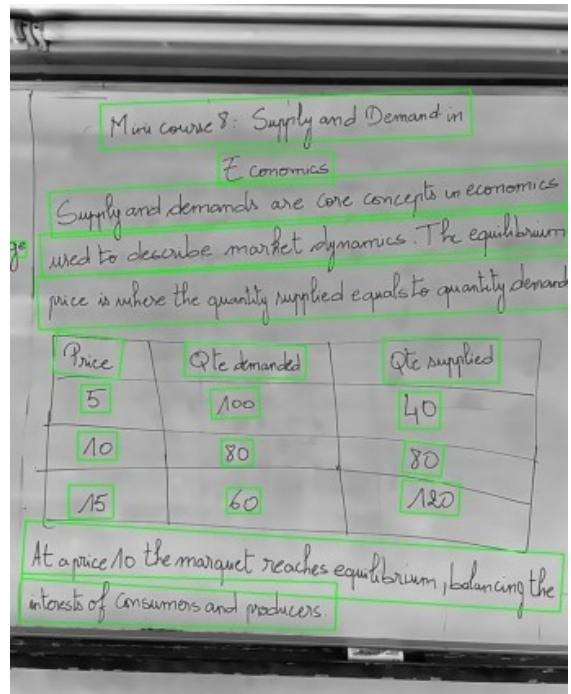 Mini course 8: Supply and Demand in
Economics
Supply and demands are core concepts in economics
used to describe market dynamics. The equilibrium
price is where the quantity supplied equals to quantity demand
Price Qte demanded Qte supplied
5 100 40
10 80 80
15 60 120
At a price 10 the marquet reaches equilibrium, balancing the
interests of consumers and producers.